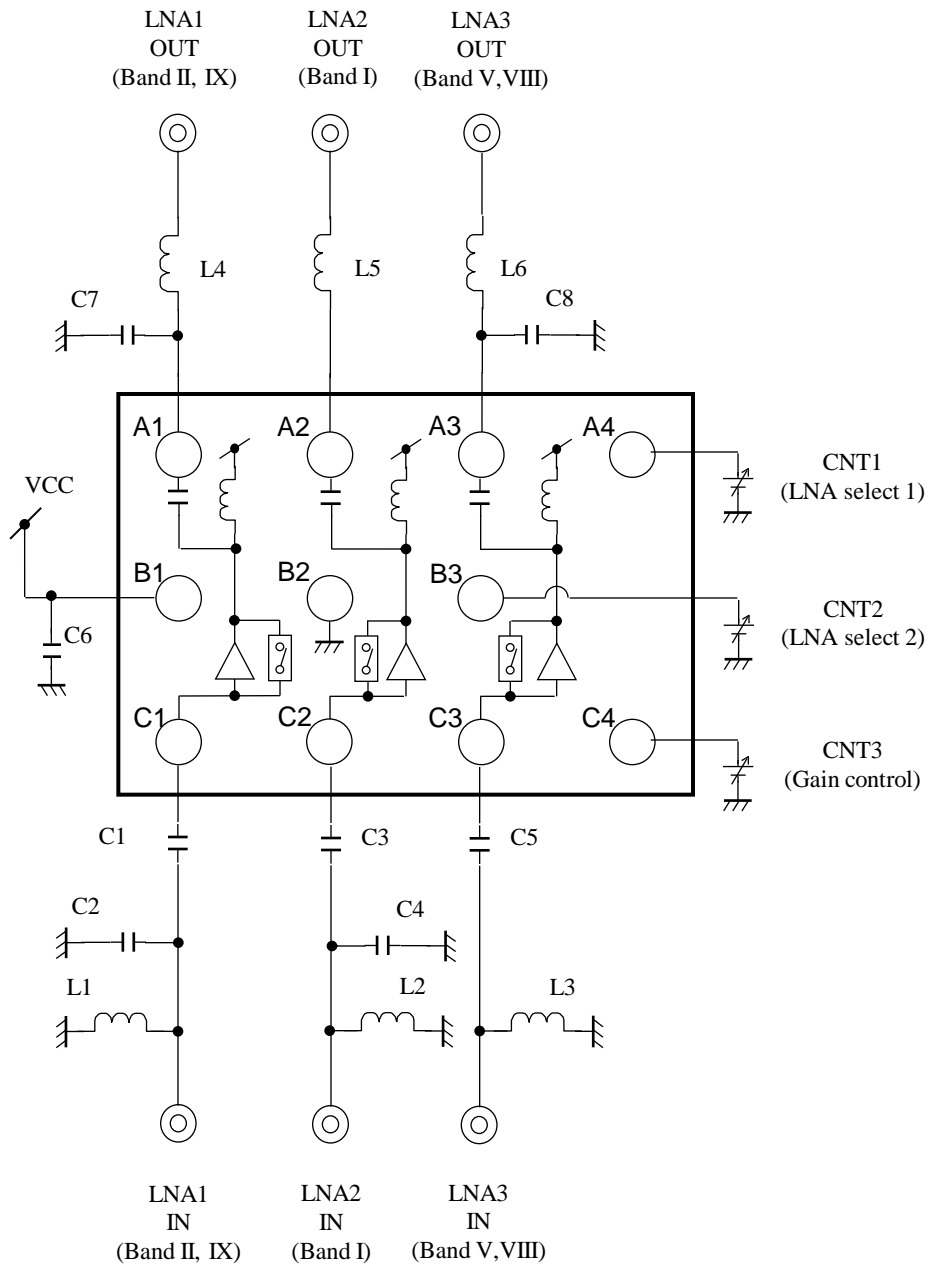 LNA1
OUT
(Band II, IX)
LNA2
OUT
(Band I)
LNA3
OUT
(Band V,VIII)
L4
L5
L6
C7
C8
A1
A2
A3
A4
CNT1
(LNA select 1)
VCC
B1
B2
B3
C6
CNT2
(LNA select 2)
C1
C2
C3
C4
CNT3
(Gain control)
C1
C3
C5
C2
C4
L1
L2
L3
LNA1
IN
(Band II, IX)
LNA2
IN
(Band I)
LNA3
IN
(Band V,VIII)